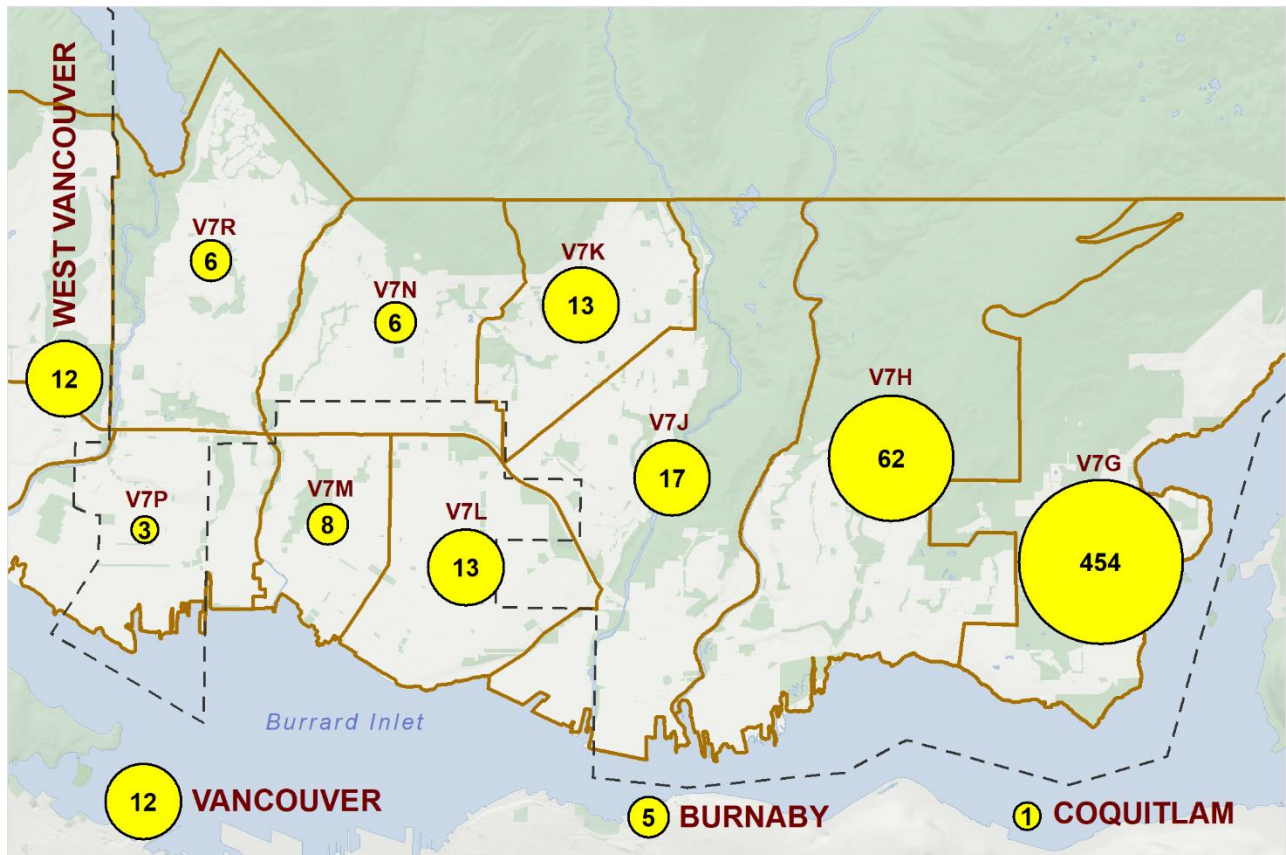 WEST VANCOUVER
12
V7R
6
V7N
6
V7K
13
V7H
62
V7J
17
V7G
454
V7P
3
V7M
8
V7L
13
Burrard Inlet
12 VANCOUVER
5 BURNABY
1 COQUITLAM